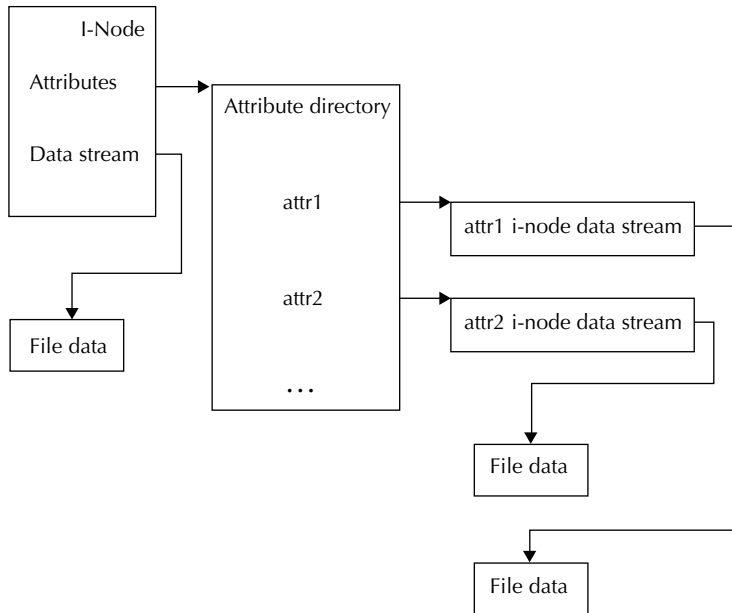 I-Node
Attributes
Data stream
File data
Attribute directory
attr1
attr2
...
attr1 i-node data stream
attr2 i-node data stream
File data
File data